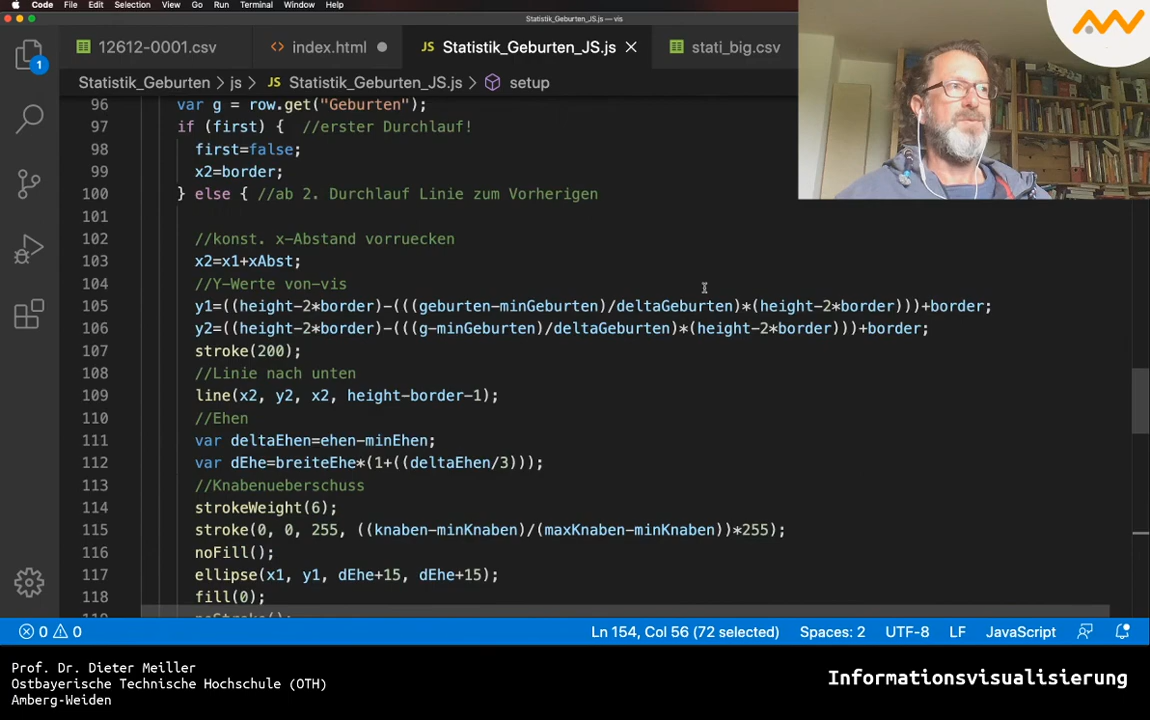 Code File Edit Selection View Go Run Terminal Window Help
Statistik_Geburten_JS.js — vis
12612-0001.csv <> index.html JS Statistik_Geburten_JS.js stati_big.csv
1
Statistik_Geburten > js > JS Statistik_Geburten_JS.js > setup
96 var g = row.get("Geburten");
97 if (first) { //erster Durchlauf!
98 first=false;
99 x2=border;
100 } else { //ab 2. Durchlauf Linie zum Vorherigen
101
102 //konst. x-Abstand vorruecken
103 x2=x1+xAbst;
104 //Y-Werte von-vis
105 y1=((height-2*border)-(((geburten-minGeburten)/deltaGeburten)*(height-2*border)))+border;
106 y2=((height-2*border)-(((g-minGeburten)/deltaGeburten)*(height-2*border)))+border;
107 stroke(200);
108 //Linie nach unten
109 line(x2, y2, x2, height-border-1);
110 //Ehen
111 var deltaEhen=ehen-minEhen;
112 var dEhe=breiteEhe*(1+((deltaEhen/3)));
113 //Knabenueberschuss
114 strokeWeight(6);
115 stroke(0, 0, 255, ((knaben-minKnaben)/(maxKnaben-minKnaben))*255);
116 noFill();
117 ellipse(x1, y1, dEhe+15, dEhe+15);
118 fill(0);
0 0 Ln 154, Col 56 (72 selected) Spaces: 2 UTF-8 LF JavaScript
Prof. Dr. Dieter Meiller
Ostbayerische Technische Hochschule (OTH)
Amberg-Weiden
Informationsvisualisierung